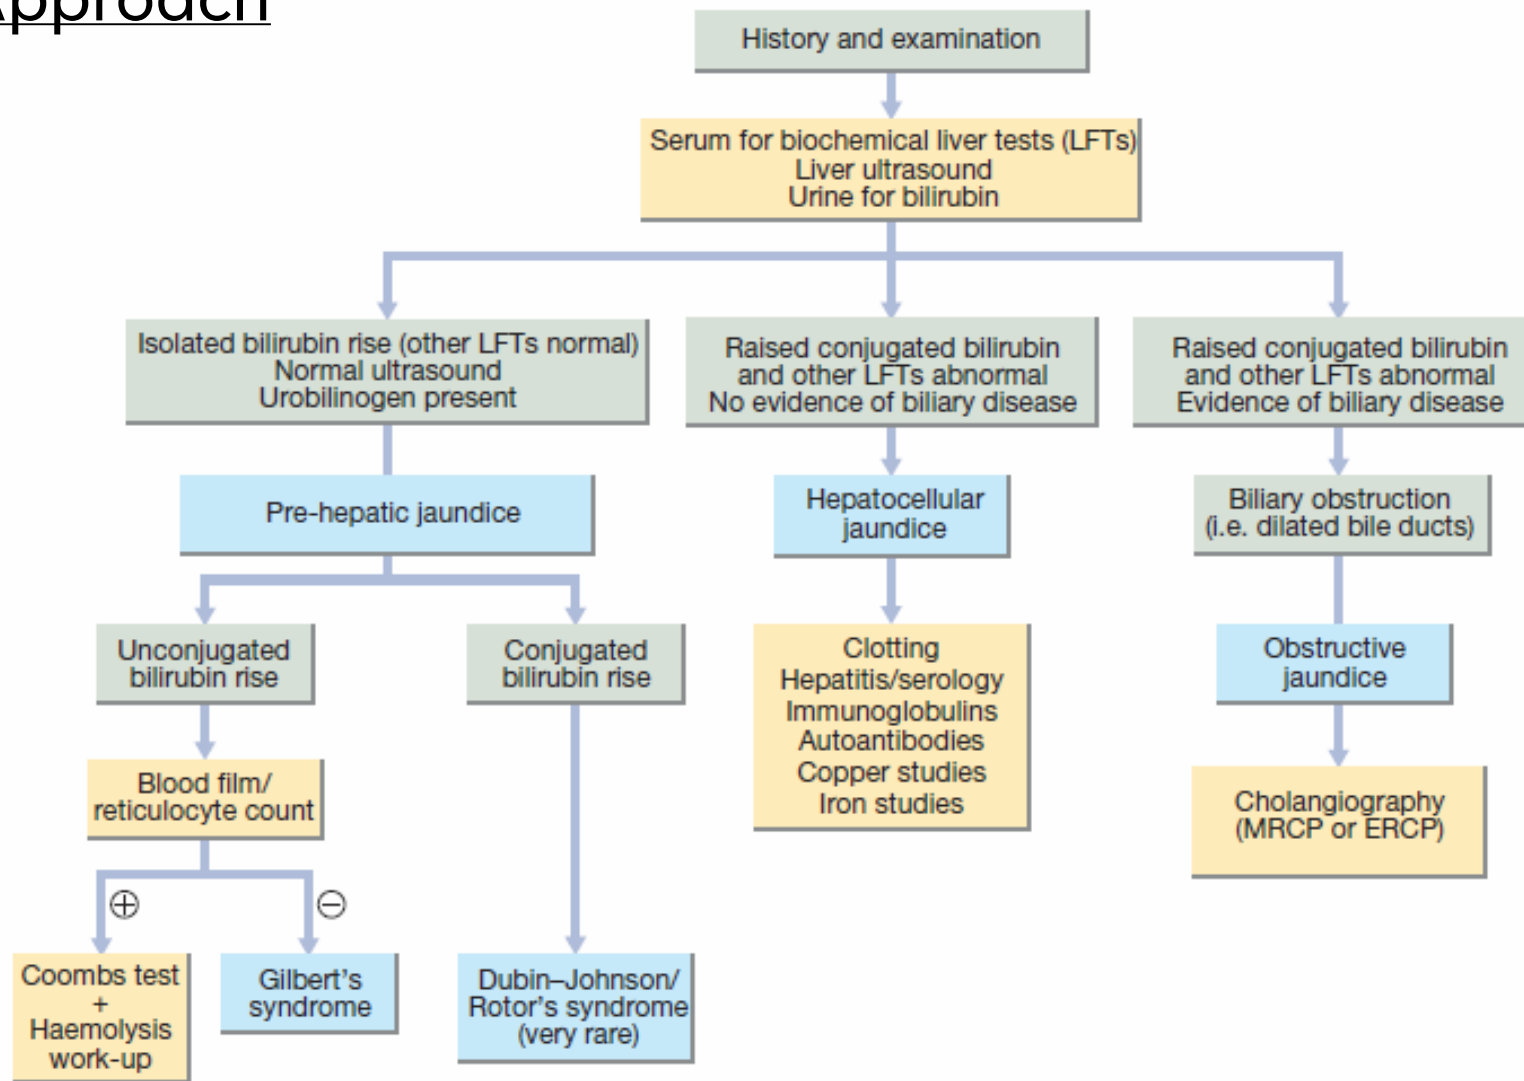 Approach
History and examination
Serum for biochemical liver tests (LFTs)
Liver ultrasound
Urine for bilirubin
Isolated bilirubin rise (other LFTs normal)
Normal ultrasound
Urobilinogen present
Raised conjugated bilirubin
and other LFTs abnormal
No evidence of biliary disease
Raised conjugated bilirubin
and other LFTs abnormal
Evidence of biliary disease
Pre-hepatic jaundice
Hepatocellular
jaundice
Biliary obstruction
(i.e. dilated bile ducts)
Unconjugated
bilirubin rise
Conjugated
bilirubin rise
Clotting
Hepatitis/serology
Immunoglobulins
Autoantibodies
Copper studies
Iron studies
Obstructive
jaundice
Blood film/
reticulocyte count
Cholangiography
(MRCP or ERCP)
+
−
Coombs test
+
Haemolysis
work-up
Gilbert’s
syndrome
Dubin–Johnson/
Rotor’s syndrome
(very rare)